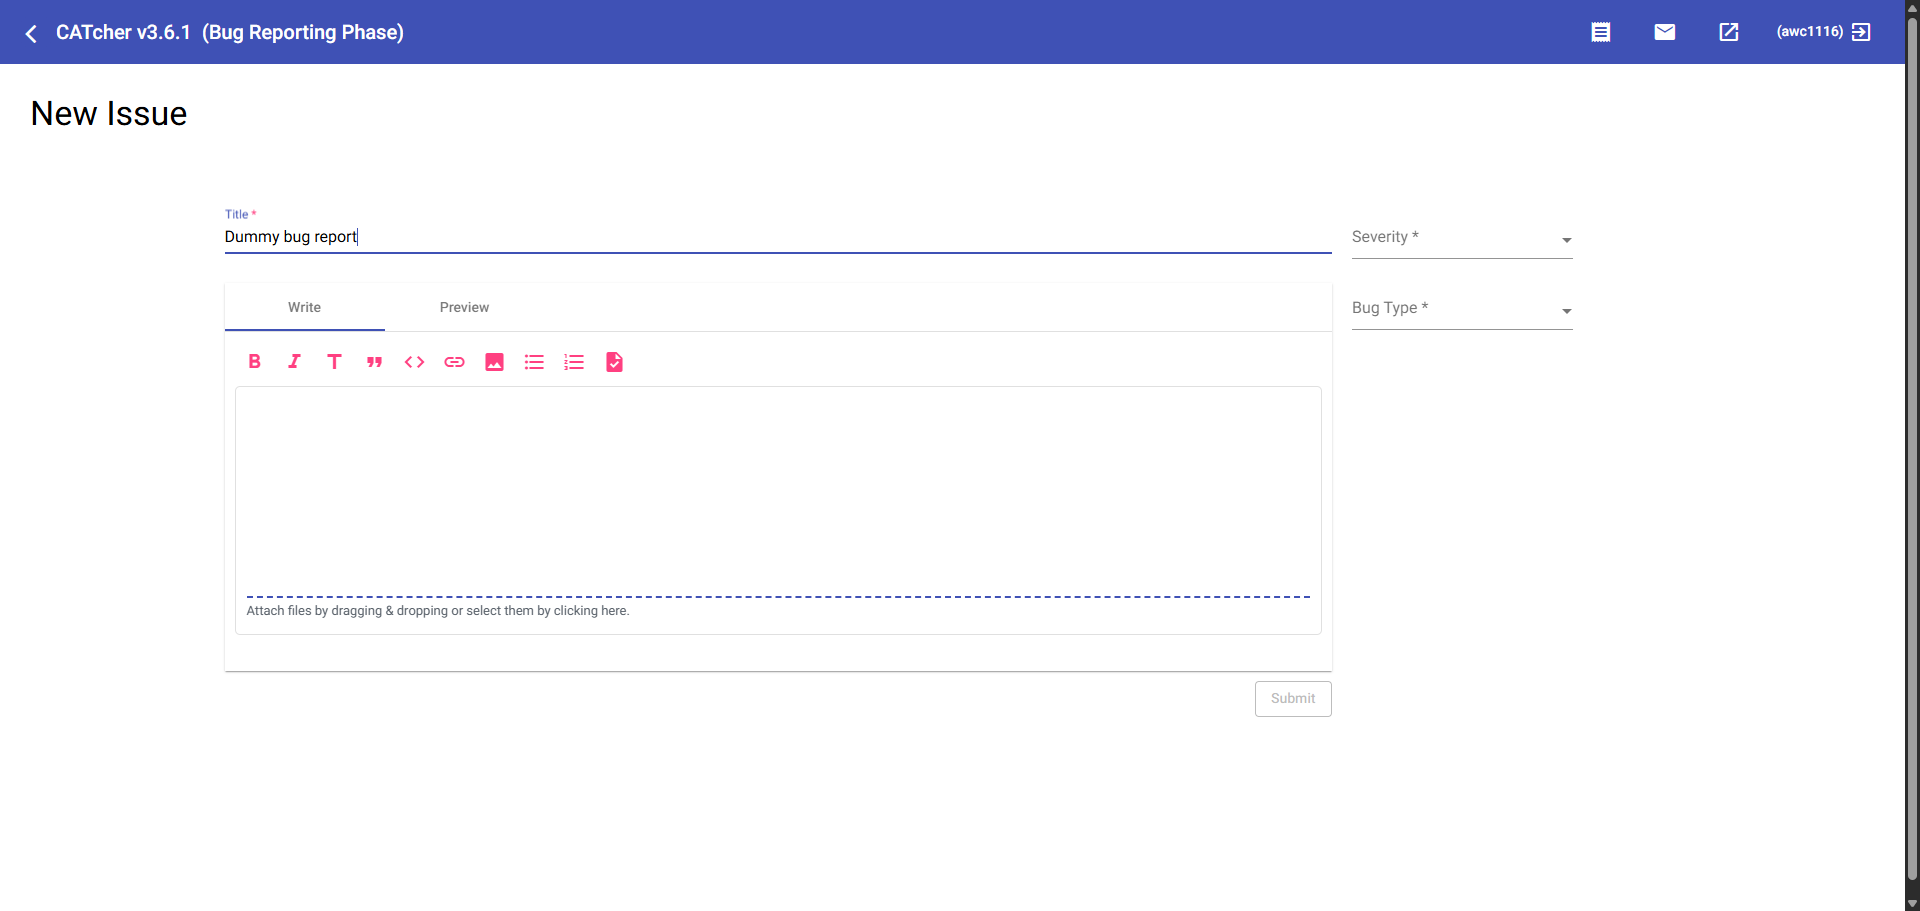 CATcher v3.6.1 (Bug Reporting Phase)
(awc1116)
New Issue
Title *
Dummy bug report
Severity *
Write
Preview
Bug Type *
Attach files by dragging & dropping or select them by clicking here.
Submit